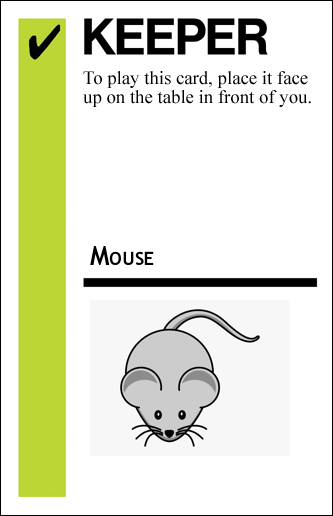 KEEPER
To play this card, place it face
up on the table in front of you.
Mouse